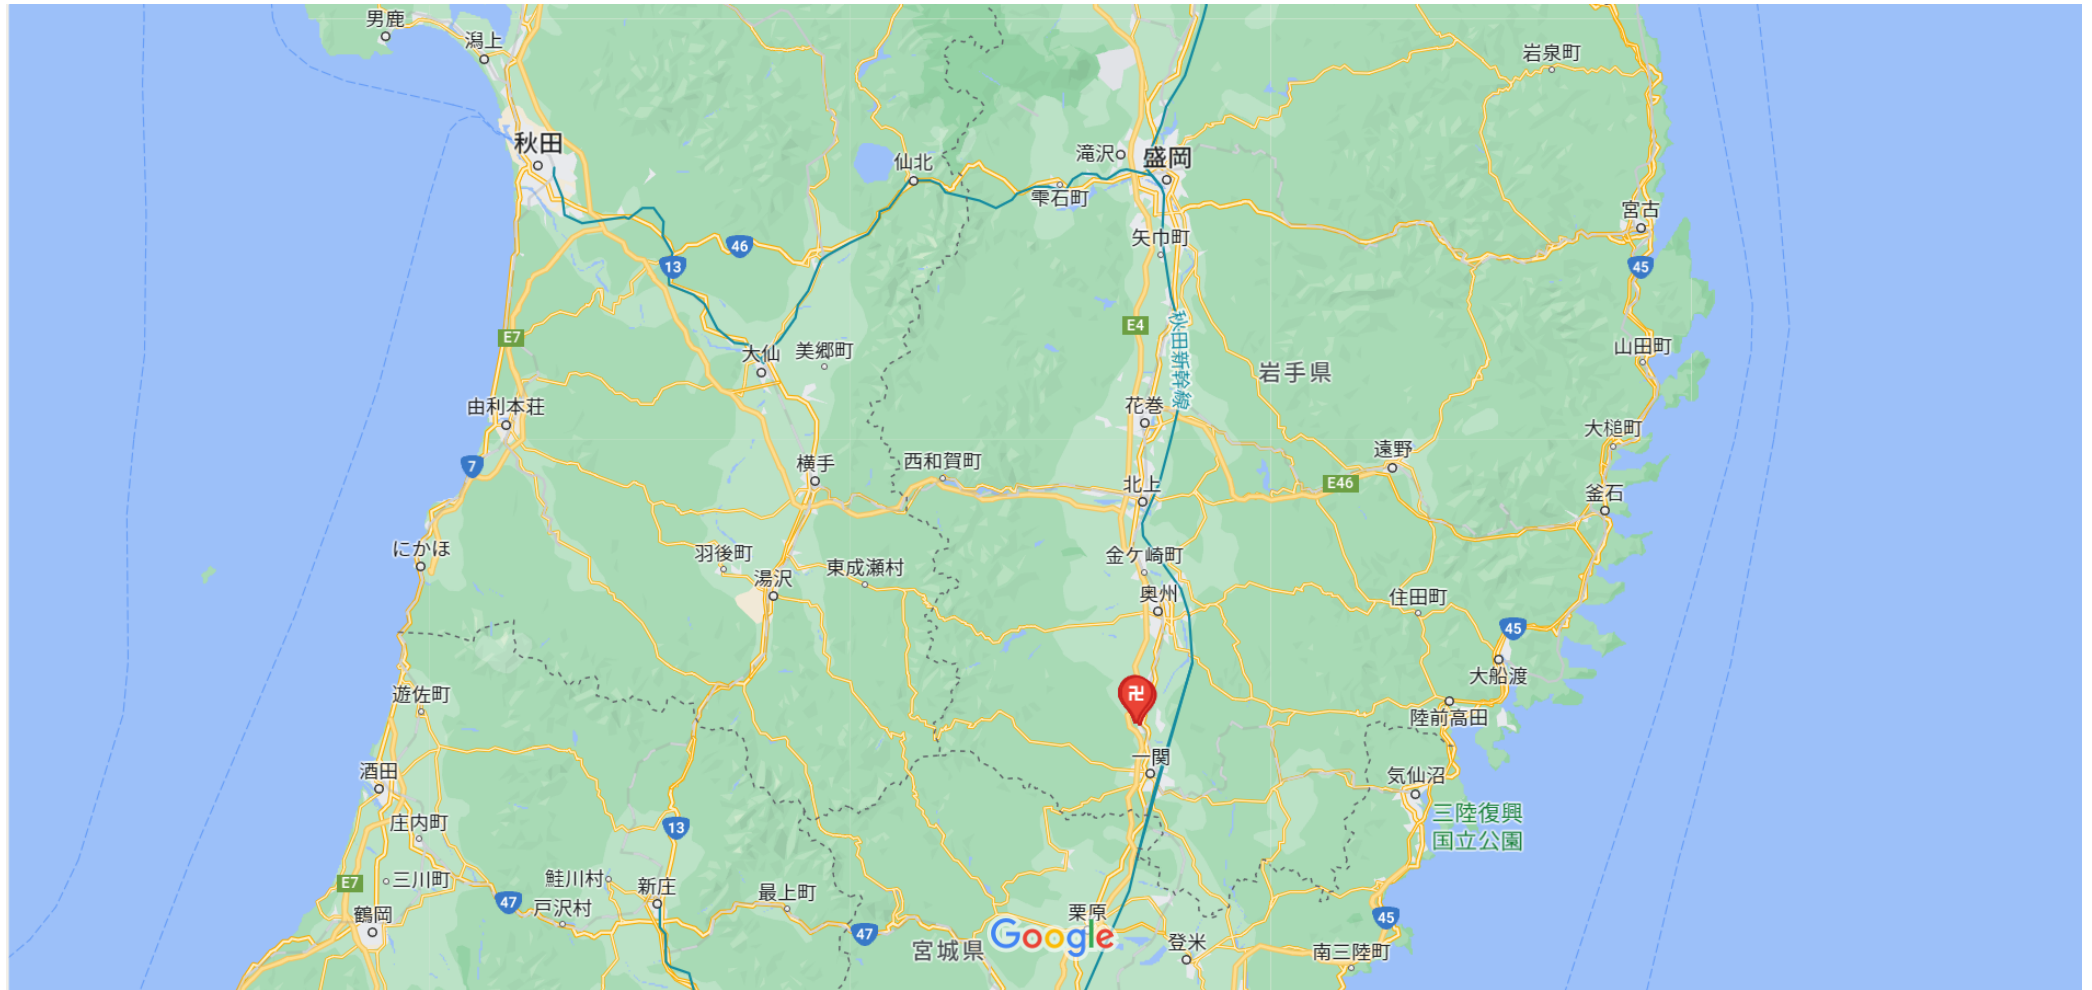 男鹿
潟上
岩泉町
秋田
仙北
滝沢
盛岡
雫石町
宮古
矢巾町
46
13
45
E7
E4
秋田新幹線
大仙
美郷町
岩手県
山田町
由利本荘
花巻
大槌町
7
横手
西和賀町
遠野
北上
E46
釜石
にかほ
羽後町
東成瀬村
金ケ崎町
湯沢
奥州
住田町
45
大船渡
遊佐町
卍
陸前高田
一関
酒田
気仙沼
庄内町
13
三陸復興
国立公園
E7
三川町
鮭川村
新庄
最上町
47
戸沢村
鶴岡
栗原
45
47
宮城県
Google
登米
南三陸町